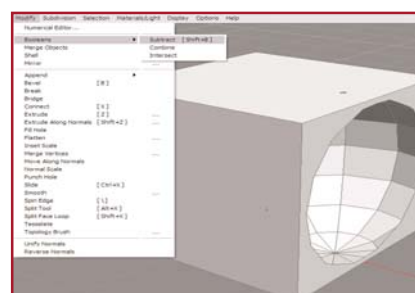 Modify Subdivision Selection Materials/Light Display Options Help
Numerical Editor...
Booleans
Subtract [Shift+B]
Merge Objects
Combine
Shell
Intersect
Mirror ...
Append
Bevel [B]
Break
Bridge
Connect [Y]
Extrude [Z] ...
Extrude Along Normals [Shift+Z] ...
Fill Hole
Flatten ...
Inset Scale
Merge Vertices ...
Move Along Normals
Normal Scale
Punch Hole
Slide [Ctrl+X]
Smooth ...
Spin Edge [\]
Split Tool [Alt+X]
Split Face Loop [Shift+X]
Tesselate
Topology Brush ...
Unify Normals
Reverse Normals